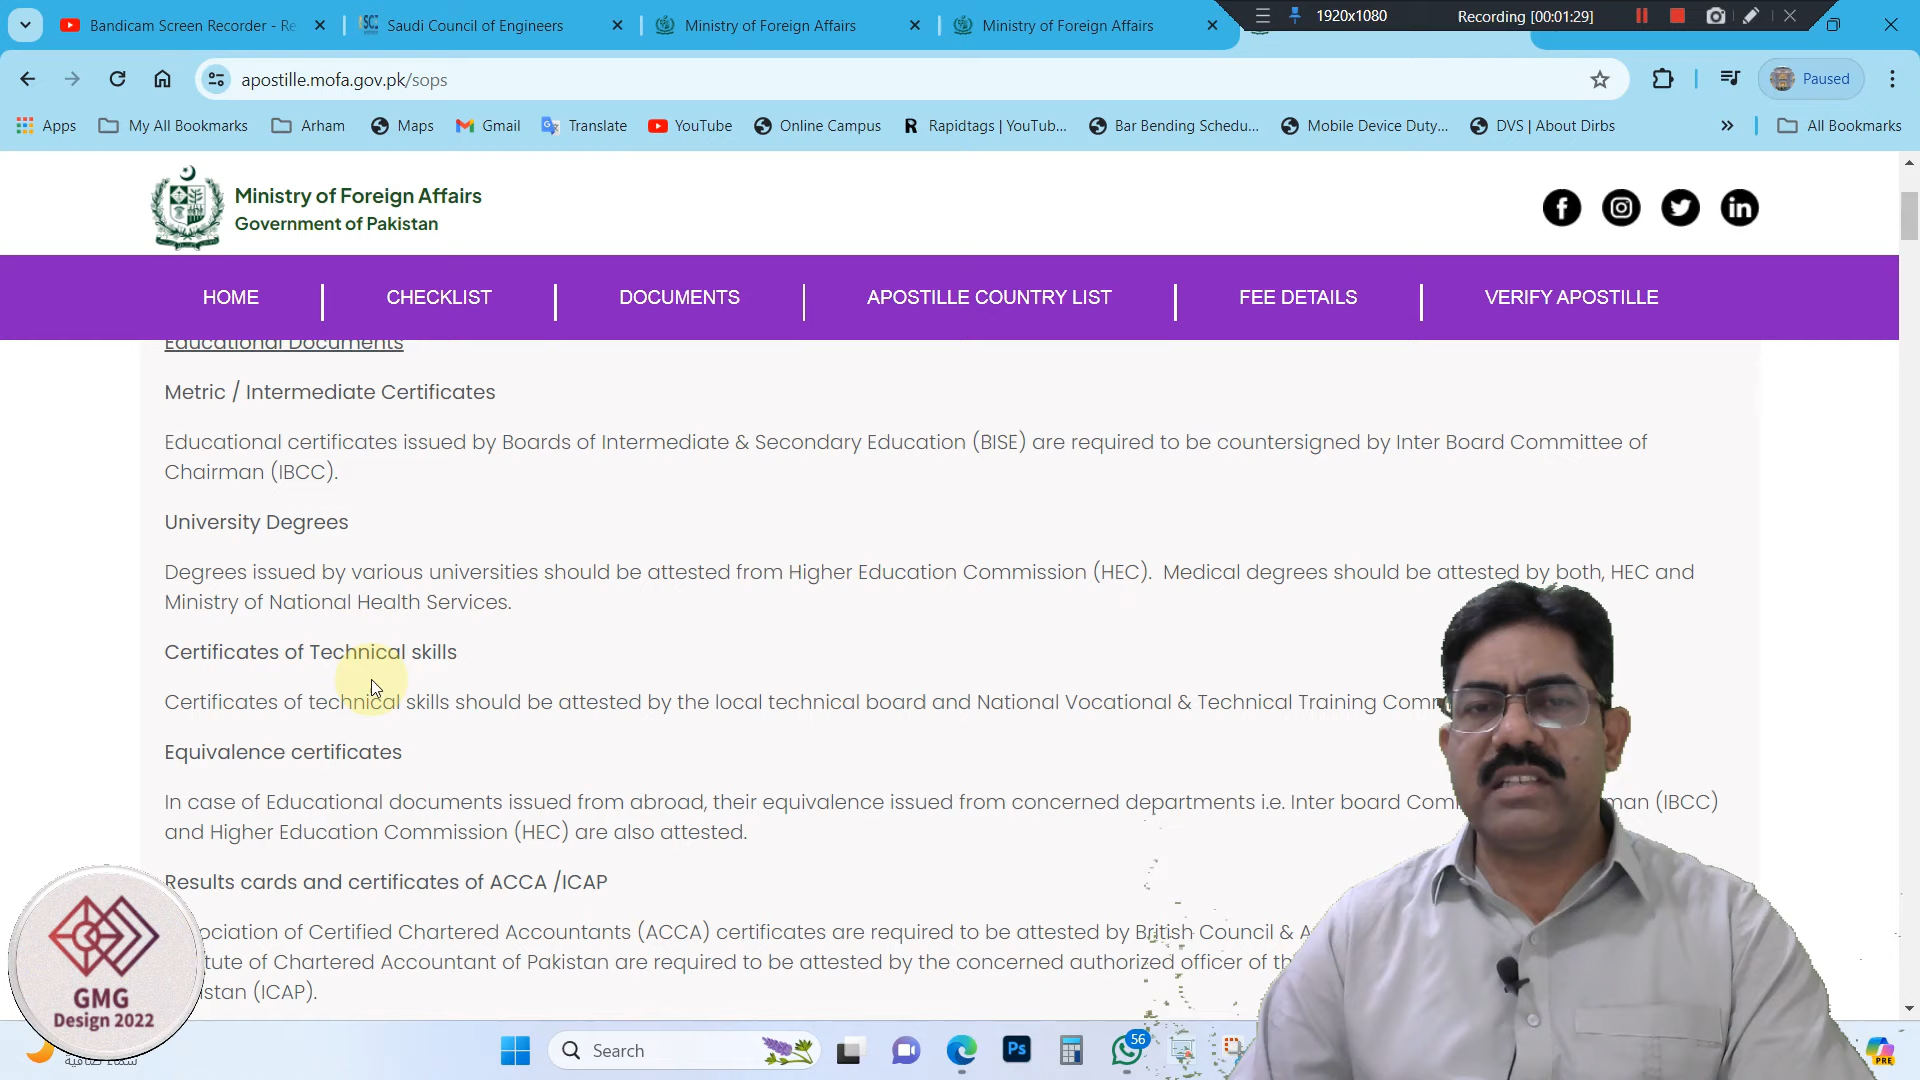 Bandicam Screen Recorder - Re
Saudi Council of Engineers
Ministry of Foreign Affairs
Ministry of Foreign Affairs
1920x1080
Recording [00:01:29]
apostille.mofa.gov.pk/sops
Paused
Apps
My All Bookmarks
Arham
Maps
Gmail
Translate
YouTube
Online Campus
Rapidtags | YouTub...
Bar Bending Schedu...
Mobile Device Duty...
DVS | About Dirbs
All Bookmarks
Ministry of Foreign Affairs
Government of Pakistan
HOME
CHECKLIST
DOCUMENTS
APOSTILLE COUNTRY LIST
FEE DETAILS
VERIFY APOSTILLE
Educational Documents
Metric / Intermediate Certificates
Educational certificates issued by Boards of Intermediate & Secondary Education (BISE) are required to be countersigned by Inter Board Committee of
Chairman (IBCC).
University Degrees
Degrees issued by various universities should be attested from Higher Education Commission (HEC). Medical degrees should be attested by both, HEC and
Ministry of National Health Services.
Certificates of Technical skills
Certificates of technical skills should be attested by the local technical board and National Vocational & Technical Training Comm
Equivalence certificates
In case of Educational documents issued from abroad, their equivalence issued from concerned departments i.e. Inter board Com man (IBCC)
and Higher Education Commission (HEC) are also attested.
Results cards and certificates of ACCA /ICAP
ociation of Certified Chartered Accountants (ACCA) certificates are required to be attested by British Council & A
tute of Chartered Accountant of Pakistan are required to be attested by the concerned authorized officer of th
istan (ICAP).
GMG
Design 2022
سماء صافية
Search
Ps
56
PRE